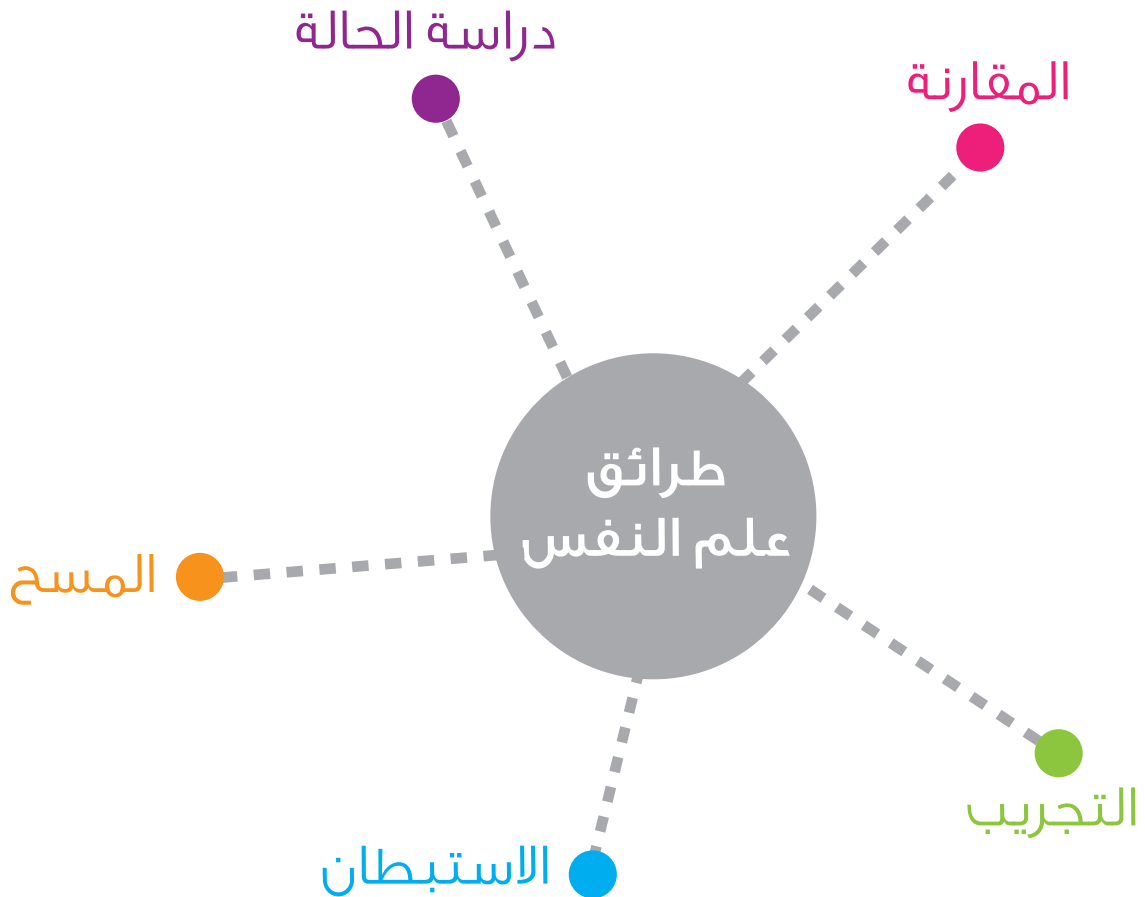 دراسة الحالة
المقارنة
طرائق
علم النفس
المسح
التجريب
الاستبطان